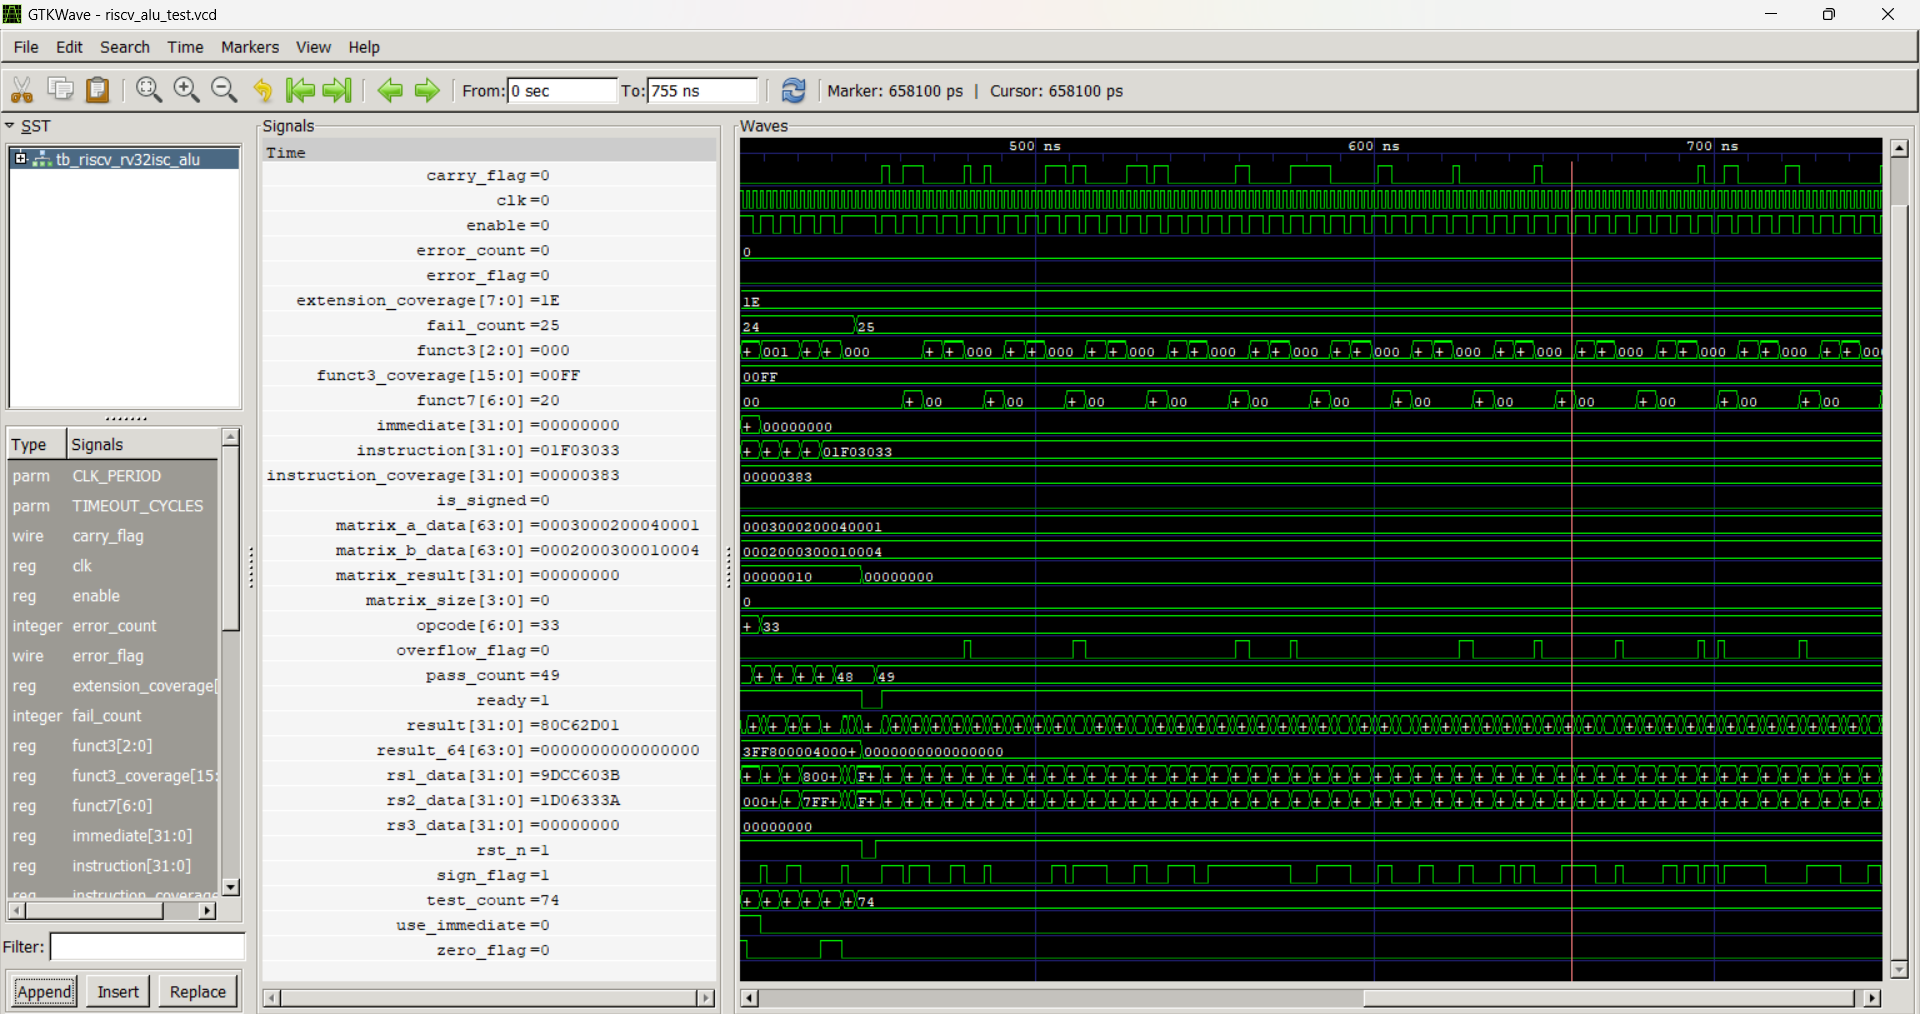 GTKWave - riscv_alu_test.vcd
File Edit Search Time Markers View Help
From: 0 sec To: 755 ns Marker: 658100 ps | Cursor: 658100 ps
SST
tb_riscv_rv32isc_alu
Type Signals
parm CLK_PERIOD
parm TIMEOUT_CYCLES
wire carry_flag
reg clk
reg enable
integer error_count
wire error_flag
reg extension_coverage[
integer fail_count
reg funct3[2:0]
reg funct3_coverage[15:
reg funct7[6:0]
reg immediate[31:0]
reg instruction[31:0]
reg instruction_coverage
Filter:
Append Insert Replace
Signals
Time
carry_flag=0
clk=0
enable=0
error_count=0
error_flag=0
extension_coverage[7:0]=1E
fail_count=25
funct3[2:0]=000
funct3_coverage[15:0]=00FF
funct7[6:0]=20
immediate[31:0]=00000000
instruction[31:0]=01F03033
instruction_coverage[31:0]=00000383
is_signed=0
matrix_a_data[63:0]=0003000200040001
matrix_b_data[63:0]=0002000300010004
matrix_result[31:0]=00000000
matrix_size[3:0]=0
opcode[6:0]=33
overflow_flag=0
pass_count=49
ready=1
result[31:0]=80C62D01
result_64[63:0]=0000000000000000
rs1_data[31:0]=9DCC603B
rs2_data[31:0]=1D06333A
rs3_data[31:0]=00000000
rst_n=1
sign_flag=1
test_count=74
use_immediate=0
zero_flag=0
Waves
500 ns 600 ns 700 ns
0
1E
24 25
+ 001 + + 000 + + 000 + + 000 + + 000 + + 000 + + 000 + + 000 + + 000 + + 000 + + 000 + + 000 + + 000 + + 000
00FF
00 + 00 + 00 + 00 + 00 + 00 + 00 + 00 + 00 + 00 + 00 + 00 + 00
+ 00000000
+ + + + 01F03033
00000383
0003000200040001
0002000300010004
00000010 00000000
0
+ 33
+ + + + 48 49
3FF800004000+ 0000000000000000
+ + + 800+ F+
000+ + 7FF+ F+
00000000
+ + + + + + 74